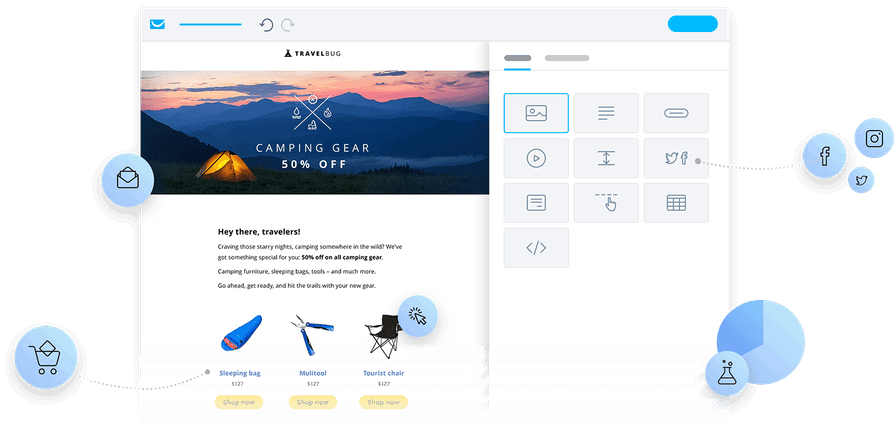 TRAVELBUG
CAMPING GEAR
50% OFF
Hey there, travelers!
Craving those starry nights, camping somewhere in the wild? We've
got something special for you: 50% off on all camping gear.
Camping furniture, sleeping bags, tools – and much more.
Go ahead, get ready, and hit the trails with your new gear.
Sleeping bag Mulitool Tourist chair
$127 $127 $127
Shop now Shop now Shop now